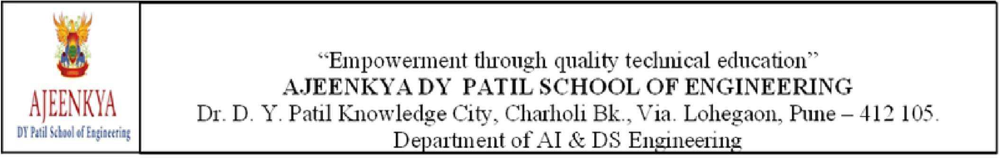 AJEENKYA
DY Patil School of Engineering
“Empowerment through quality technical education”
AJEENKYA DY PATIL SCHOOL OF ENGINEERING
Dr. D. Y. Patil Knowledge City, Charholi Bk., Via. Lohegaon, Pune – 412 105.
Department of AI & DS Engineering